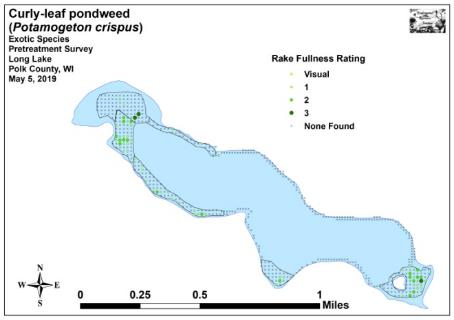 Curly-leaf pondweed
(Potamogeton crispus)
Exotic Species
Pretreatment Survey
Long Lake
Polk County, WI
May 5, 2019
Rake Fullness Rating
Visual
1
2
3
None Found
N
W E
S
0 0.25 0.5 1
Miles